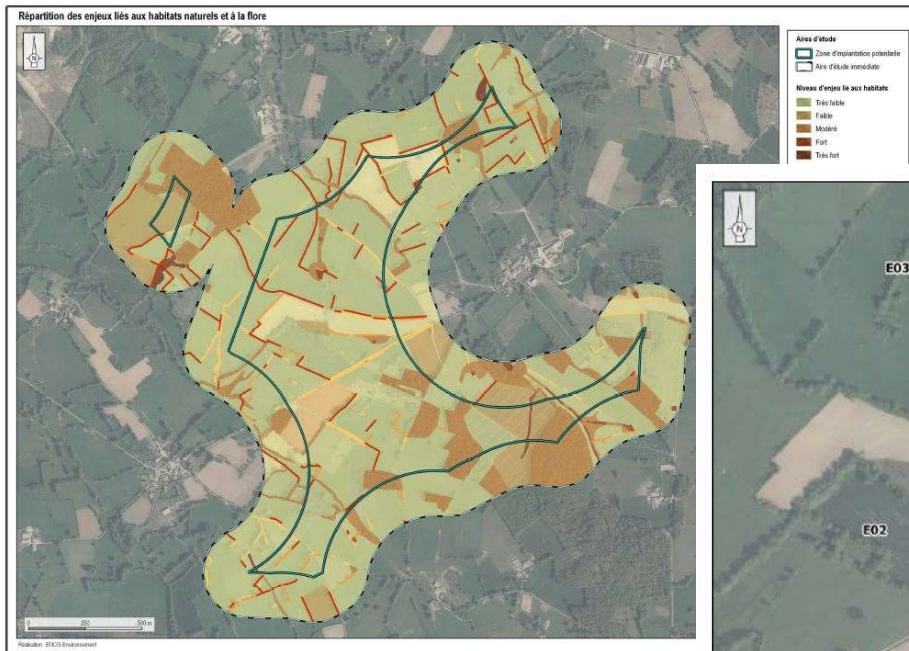 Répartition des enjeux liés aux habitats naturels et à la flore
N
Aires d'étude
Zone d'implantation potentielle
Aire d'étude immédiate
Niveau d'enjeu lié aux habitats
Très faible
Faible
Modéré
Fort
Très fort
N
E03
E02
0 250 500 m
Réalisation : ENCIS Environnement